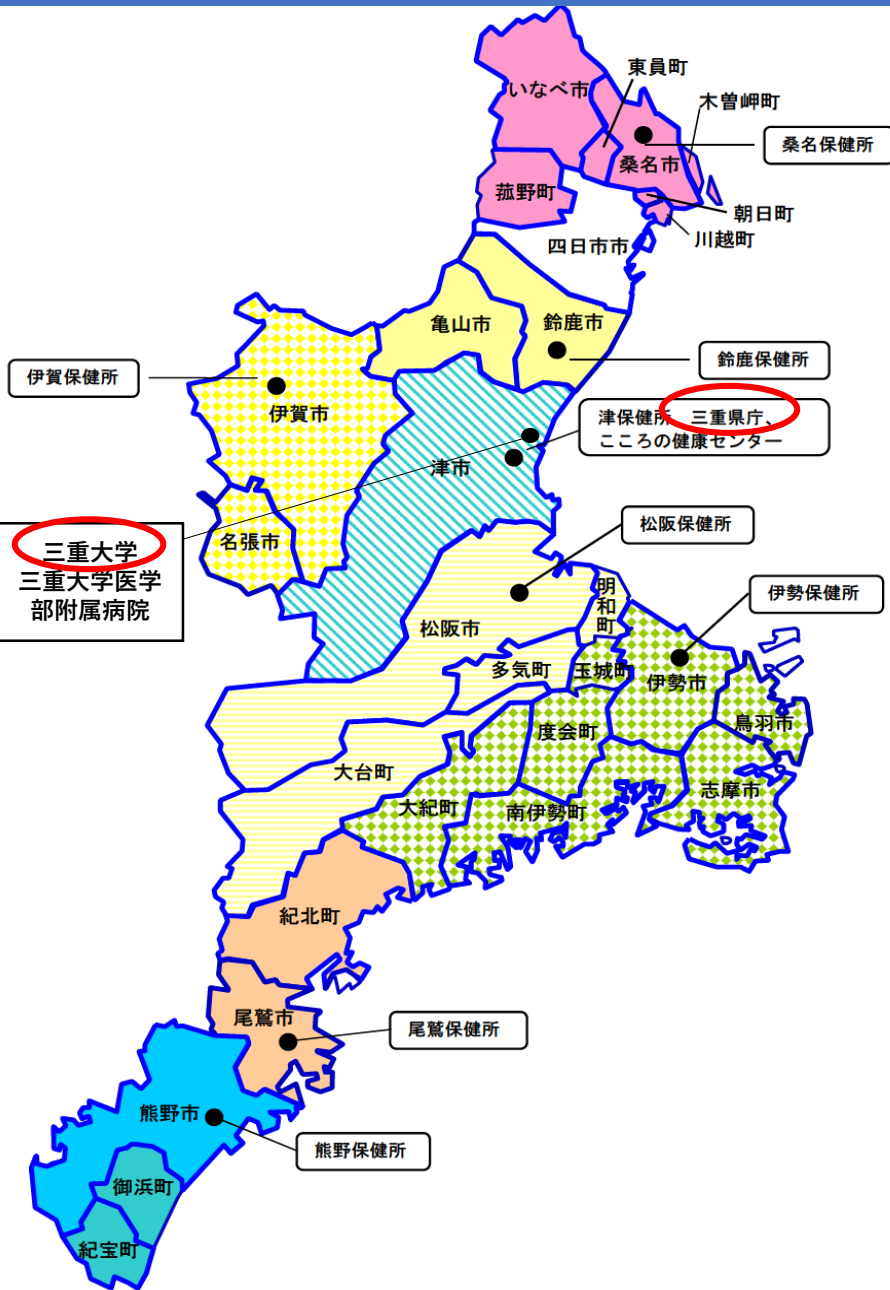 東員町
いなべ市
木曽岬町
桑名保健所
桑名市
菰野町
朝日町
川越町
四日市市
亀山市
鈴鹿市
鈴鹿保健所
伊賀保健所
伊賀市
津保健所、三重県庁、
こころの健康センター
津市
三重大学
三重大学医学
部附属病院
名張市
松阪保健所
明和町
伊勢保健所
松阪市
多気町
玉城町
伊勢市
鳥羽市
度会町
大台町
志摩市
大紀町
南伊勢町
紀北町
尾鷲市
尾鷲保健所
熊野市
熊野保健所
御浜町
紀宝町